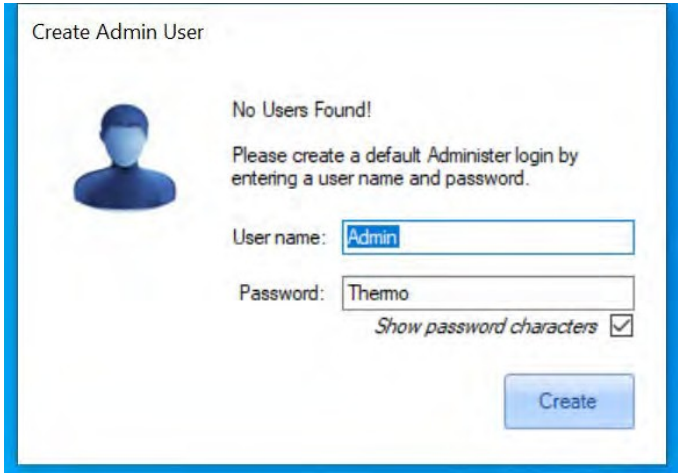 Create Admin User
No Users Found!
Please create a default Administer login by
entering a user name and password.
User name: Admin
Password: Thermo
Show password characters
Create